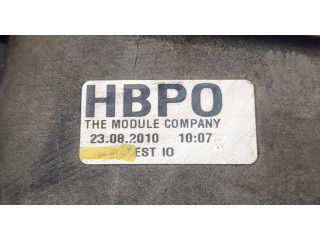 HBPO
THE MODULE COMPANY
23.08.2010 10:07
EST IO